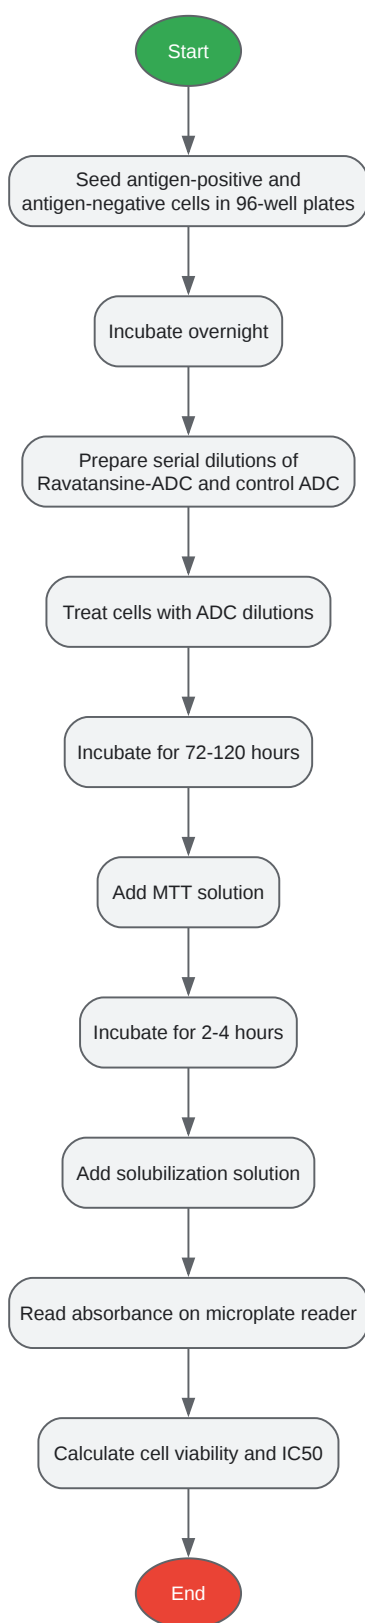 Start
Seed antigen-positive and
antigen-negative cells in 96-well plates
Incubate overnight
Prepare serial dilutions of
Ravatansine-ADC and control ADC
Treat cells with ADC dilutions
Incubate for 72-120 hours
Add MTT solution
Incubate for 2-4 hours
Add solubilization solution
Read absorbance on microplate reader
Calculate cell viability and IC50
End